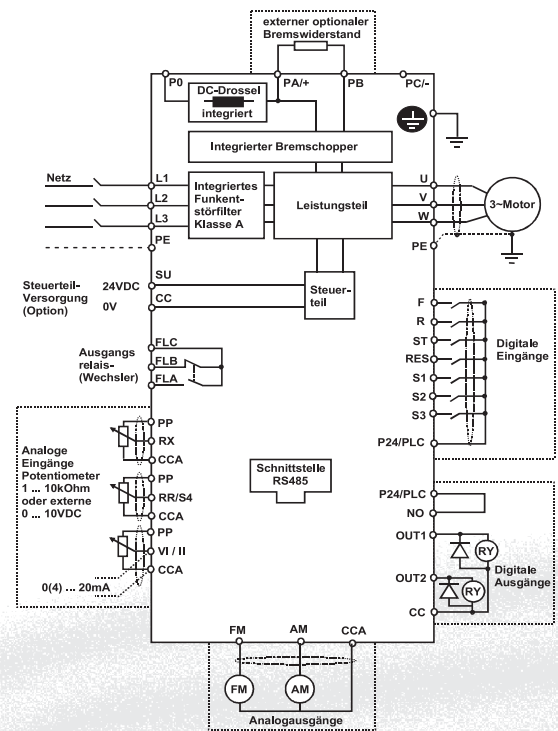 externer optionaler
Bremswiderstand
P0
PA/+
PB
PC/-
DC-Drossel
integriert
Integrierter Bremschopper
Netz
L1
L2
L3
PE
Integriertes
Funkent-
störfilter
Klasse A
Leistungsteil
U
V
W
PE
3~Motor
Steuerteil-
Versorgung
(Option)
24VDC
0V
SU
CC
Steuer-
teil
Ausgangs
relais-
(Wechsler)
FLC
FLB
FLA
F
R
ST
RES
S1
S2
S3
P24/PLC
Digitale
Eingänge
Analoge
Eingänge
Potentiometer
1 ... 10kOhm
oder externe
0 ... 10VDC
0(4) ... 20mA
PP
RX
CCA
PP
RR/S4
CCA
PP
VI / II
CCA
Schnittstelle
RS485
P24/PLC
NO
OUT1
RY
OUT2
RY
CC
Digitale
Ausgänge
FM
AM
CCA
FM
AM
Analogausgänge